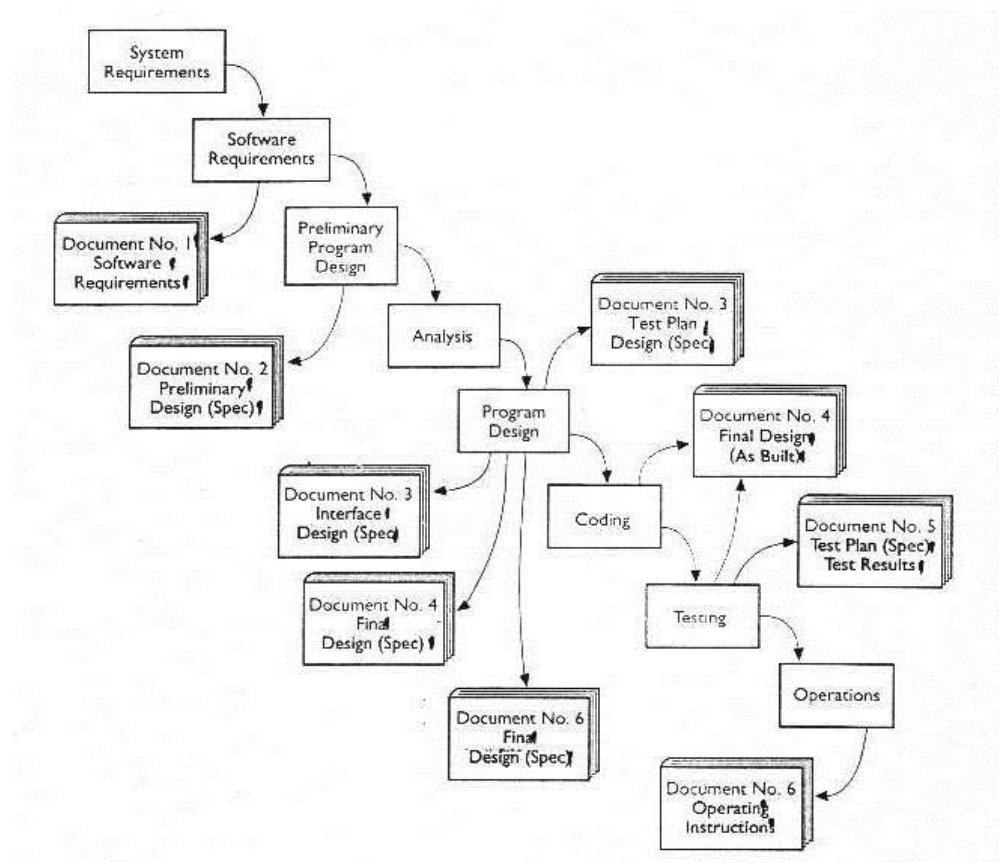 System
Requirements
Software
Requirements
Document No. 1
Software
Requirements
Preliminary
Program
Design
Document No. 2
Preliminary
Design (Spec)
Analysis
Document No. 3
Test Plan
Design (Spec)
Program
Design
Document No. 4
Final Design
(As Built)
Document No. 3
Interface
Design (Spec)
Coding
Document No. 5
Test Plan (Spec)
Test Results
Document No. 4
Final
Design (Spec)
Testing
Operations
Document No. 6
Final
Design (Spec)
Document No. 6
Operating
Instructions